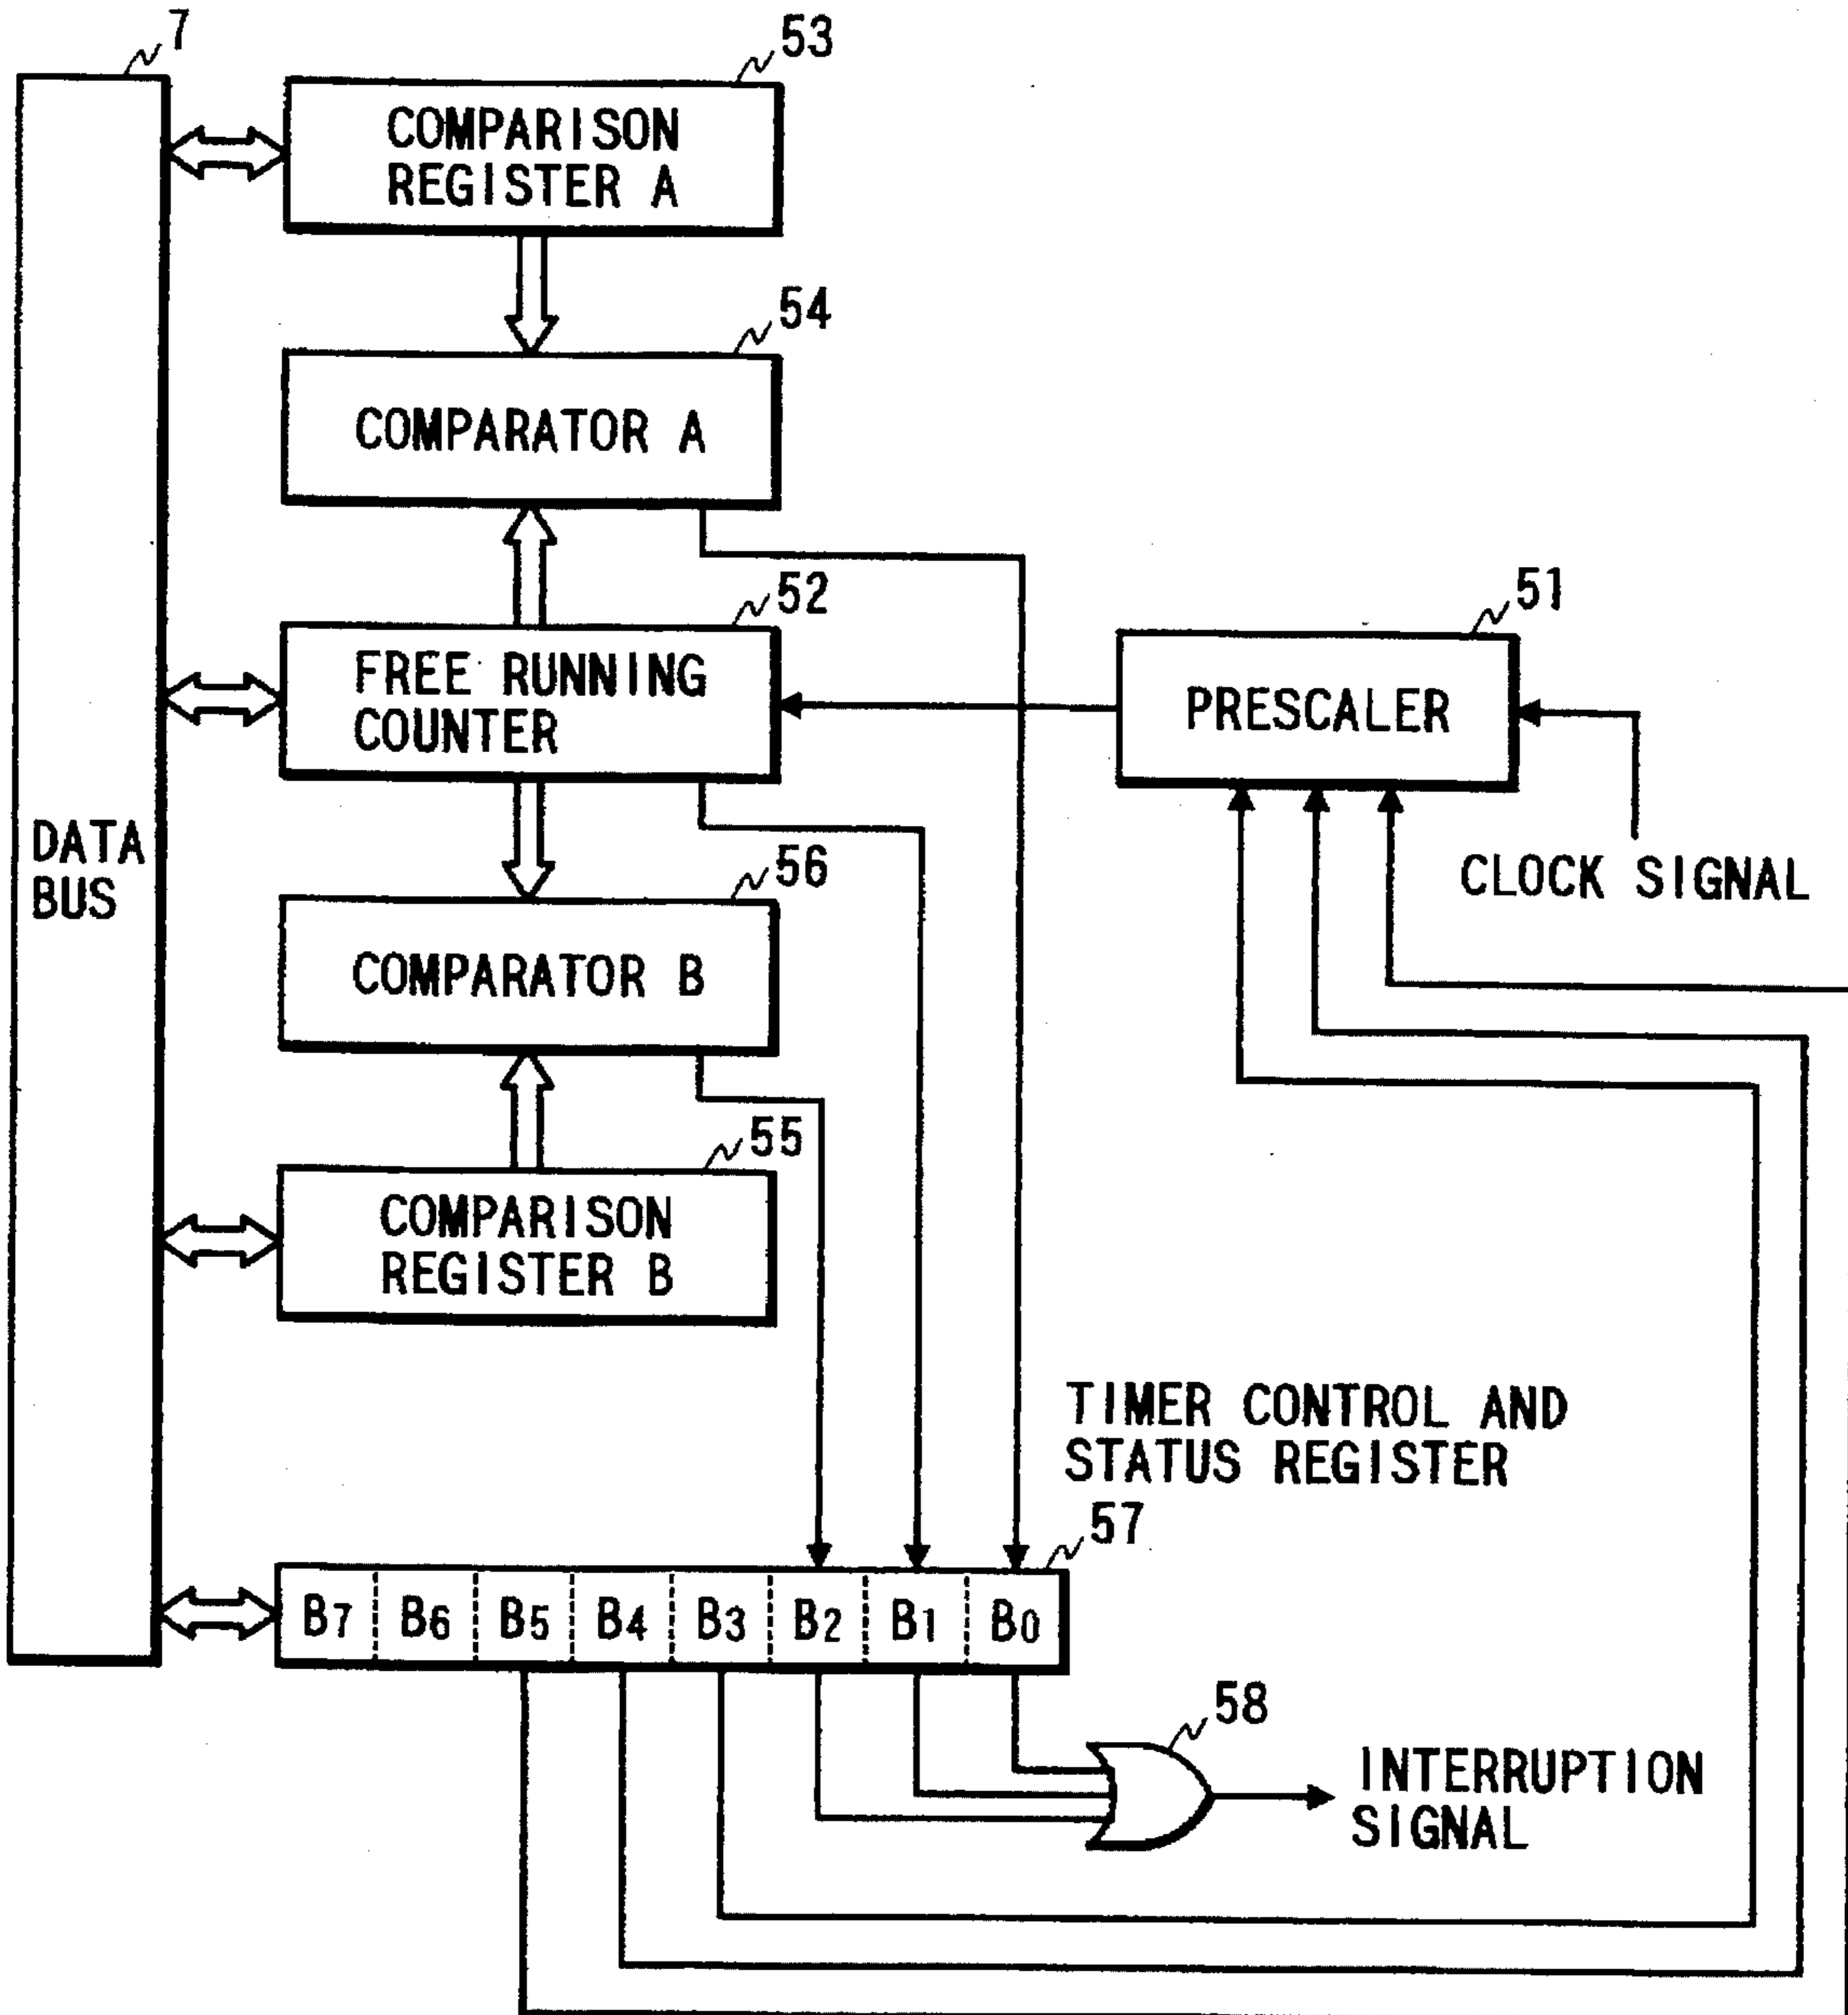 7
53
COMPARISON
REGISTER A
54
COMPARATOR A
52
FREE RUNNING
COUNTER
51
PRESCALER
DATA
BUS
CLOCK SIGNAL
56
COMPARATOR B
55
COMPARISON
REGISTER B
TIMER CONTROL AND
STATUS REGISTER
57
B7 B6 B5 B4 B3 B2 B1 B0
58
INTERRUPTION
SIGNAL